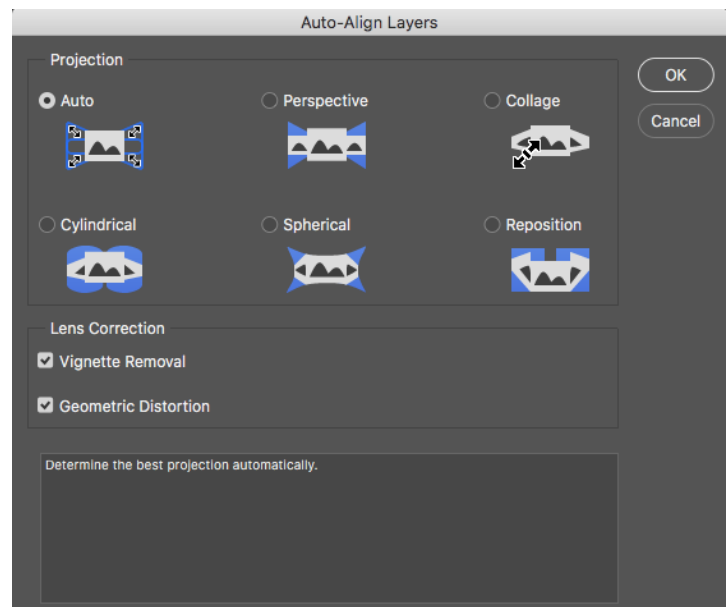 Auto-Align Layers
Projection
Auto
Perspective
Collage
Cylindrical
Spherical
Reposition
OK
Cancel
Lens Correction
Vignette Removal
Geometric Distortion
Determine the best projection automatically.